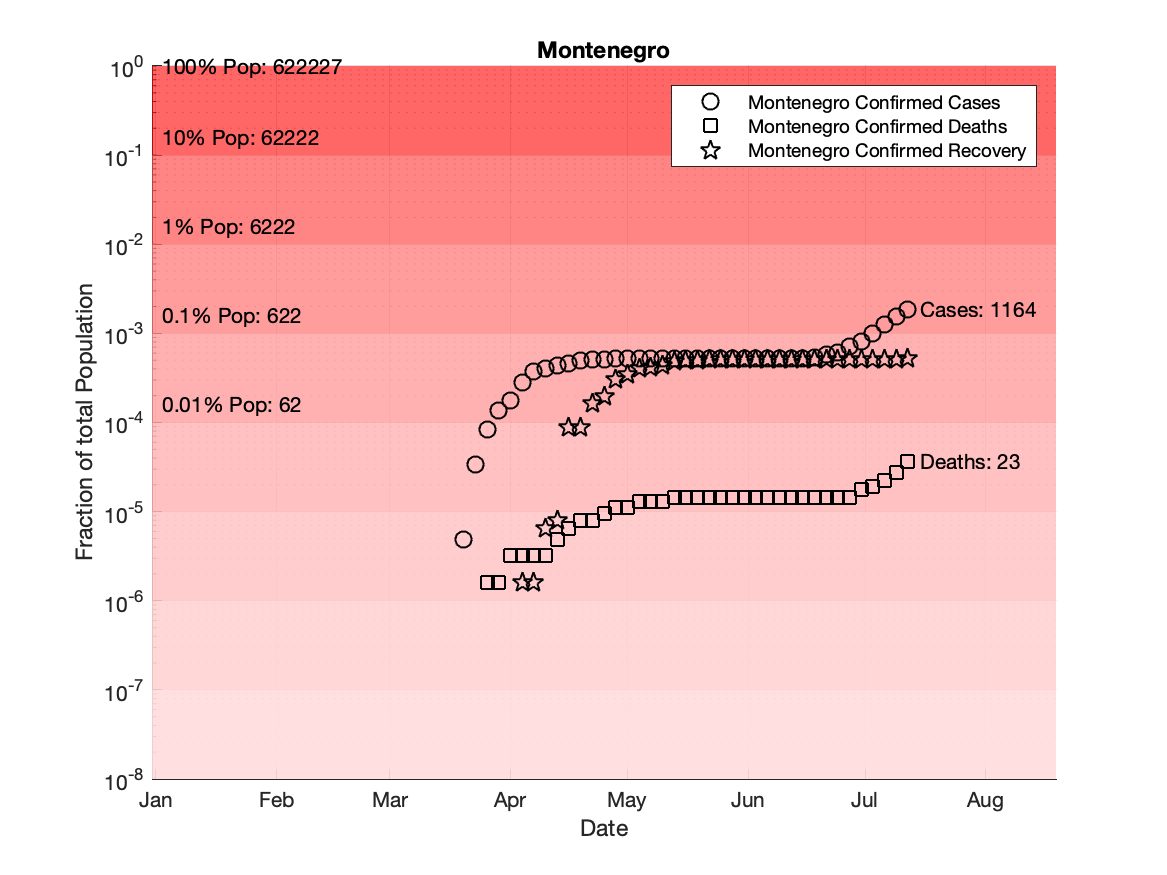 Montenegro
10^0
100% Pop: 622227
Montenegro Confirmed Cases
Montenegro Confirmed Deaths
Montenegro Confirmed Recovery
10% Pop: 62222
10^-1
1% Pop: 6222
10^-2
0.1% Pop: 622
Cases: 1164
10^-3
0.01% Pop: 62
10^-4
Deaths: 23
10^-5
10^-6
10^-7
10^-8
Fraction of total Population
Jan Feb Mar Apr May Jun Jul Aug
Date